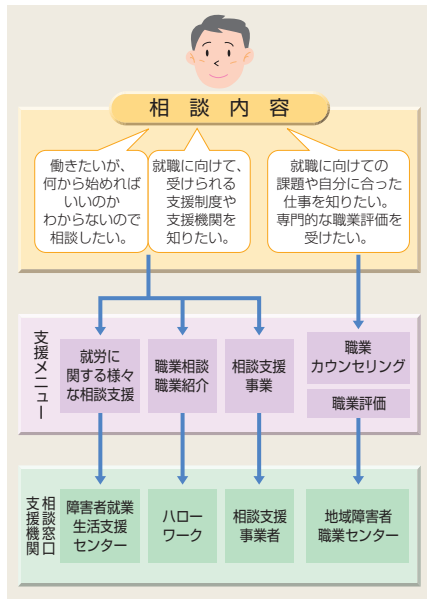 相談内容
働きたいが、
何から始めれば
いいのか
わからないので
相談したい。
就職に向けて、
受けられる
支援制度や
支援機関を
知りたい。
就職に向けての
課題や自分に合った
仕事を知りたい。
専門的な職業評価を
受けたい。
支援メニュー
就労に
関する様々
な相談支援
職業相談
職業紹介
相談支援
事業
職業
カウンセリング
職業評価
相談窓口
支援機関
障害者就業
生活支援
センター
ハロー
ワーク
相談支援
事業者
地域障害者
職業センター